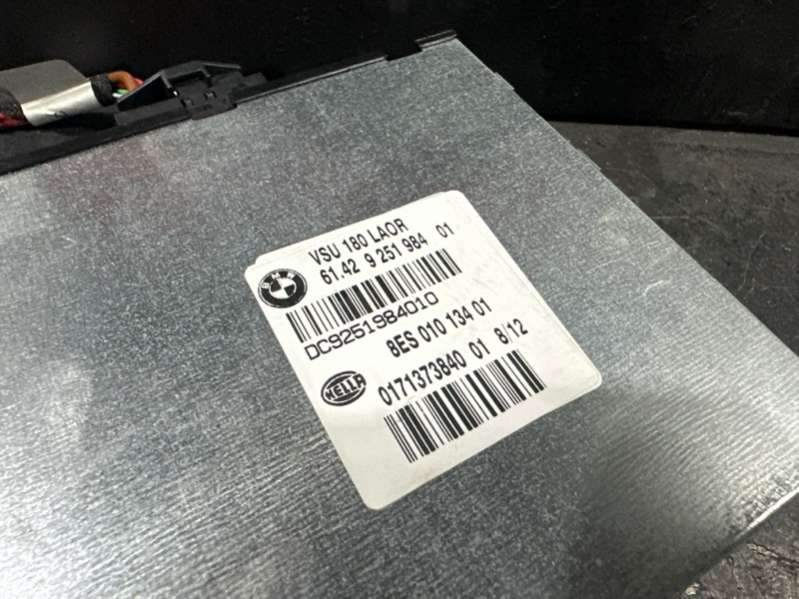 VSU 180 LAOR
61.42 9 251 984 01
BMW
DC9251984010
8ES 010 134 01
HELLA
0171373840 01 8/12